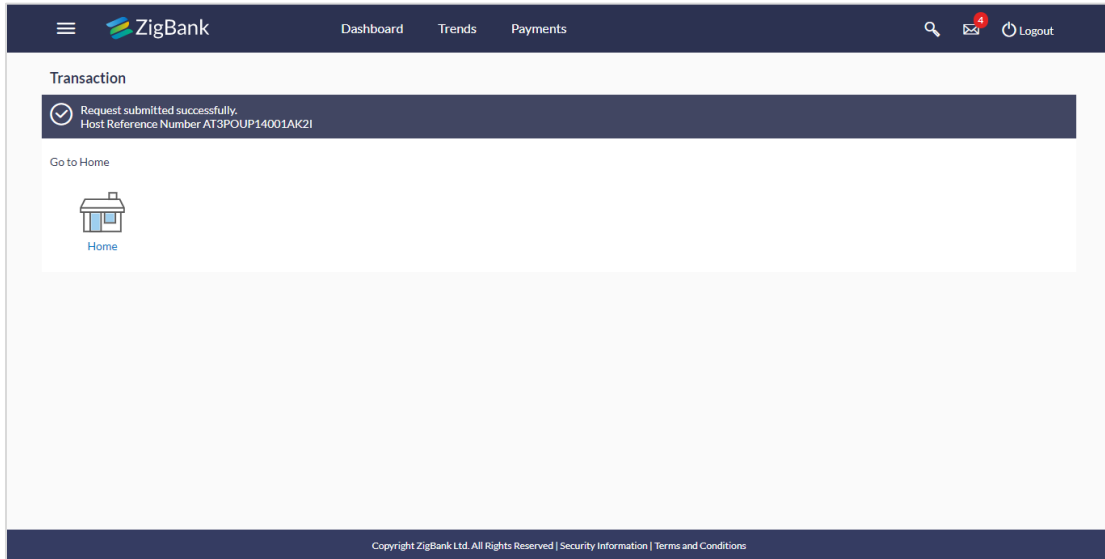 ZigBank
Dashboard Trends Payments
4
Logout
Transaction
Request submitted successfully.
Host Reference Number AT3POUP14001AK2I
Go to Home
Home
Copyright ZigBank Ltd. All Rights Reserved | Security Information | Terms and Conditions